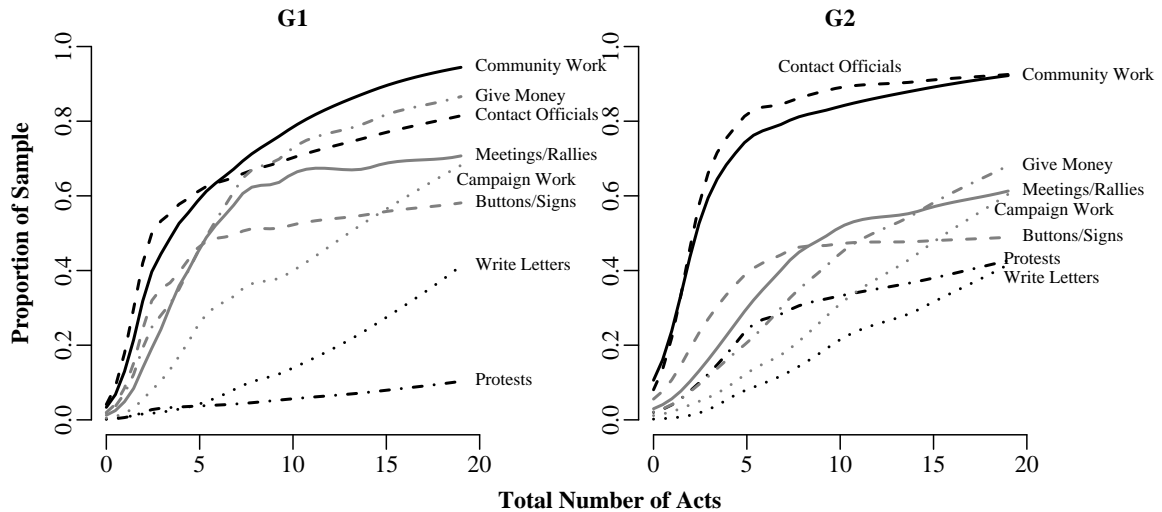 G1
G2
Proportion of Sample
1.0
0.8
0.6
0.4
0.2
0.0
Community Work
Give Money
Contact Officials
Meetings/Rallies
Campaign Work
Buttons/Signs
Write Letters
Protests
0 5 10 15 20
1.0
0.8
0.6
0.4
0.2
0.0
Contact Officials
Community Work
Give Money
Meetings/Rallies
Campaign Work
Buttons/Signs
Protests
Write Letters
0 5 10 15 20
Total Number of Acts